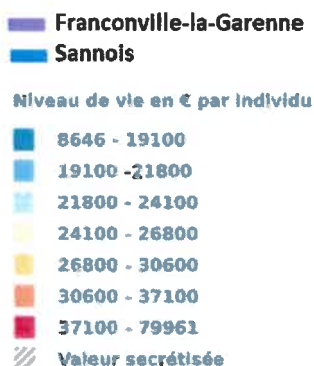 Franconville-la-Garenne
Sannois
Niveau de vie en € par individu
8646 - 19100
19100 -21800
21800 - 24100
24100 - 26800
26800 - 30600
30600 - 37100
37100 - 79961
Valeur secrétisée